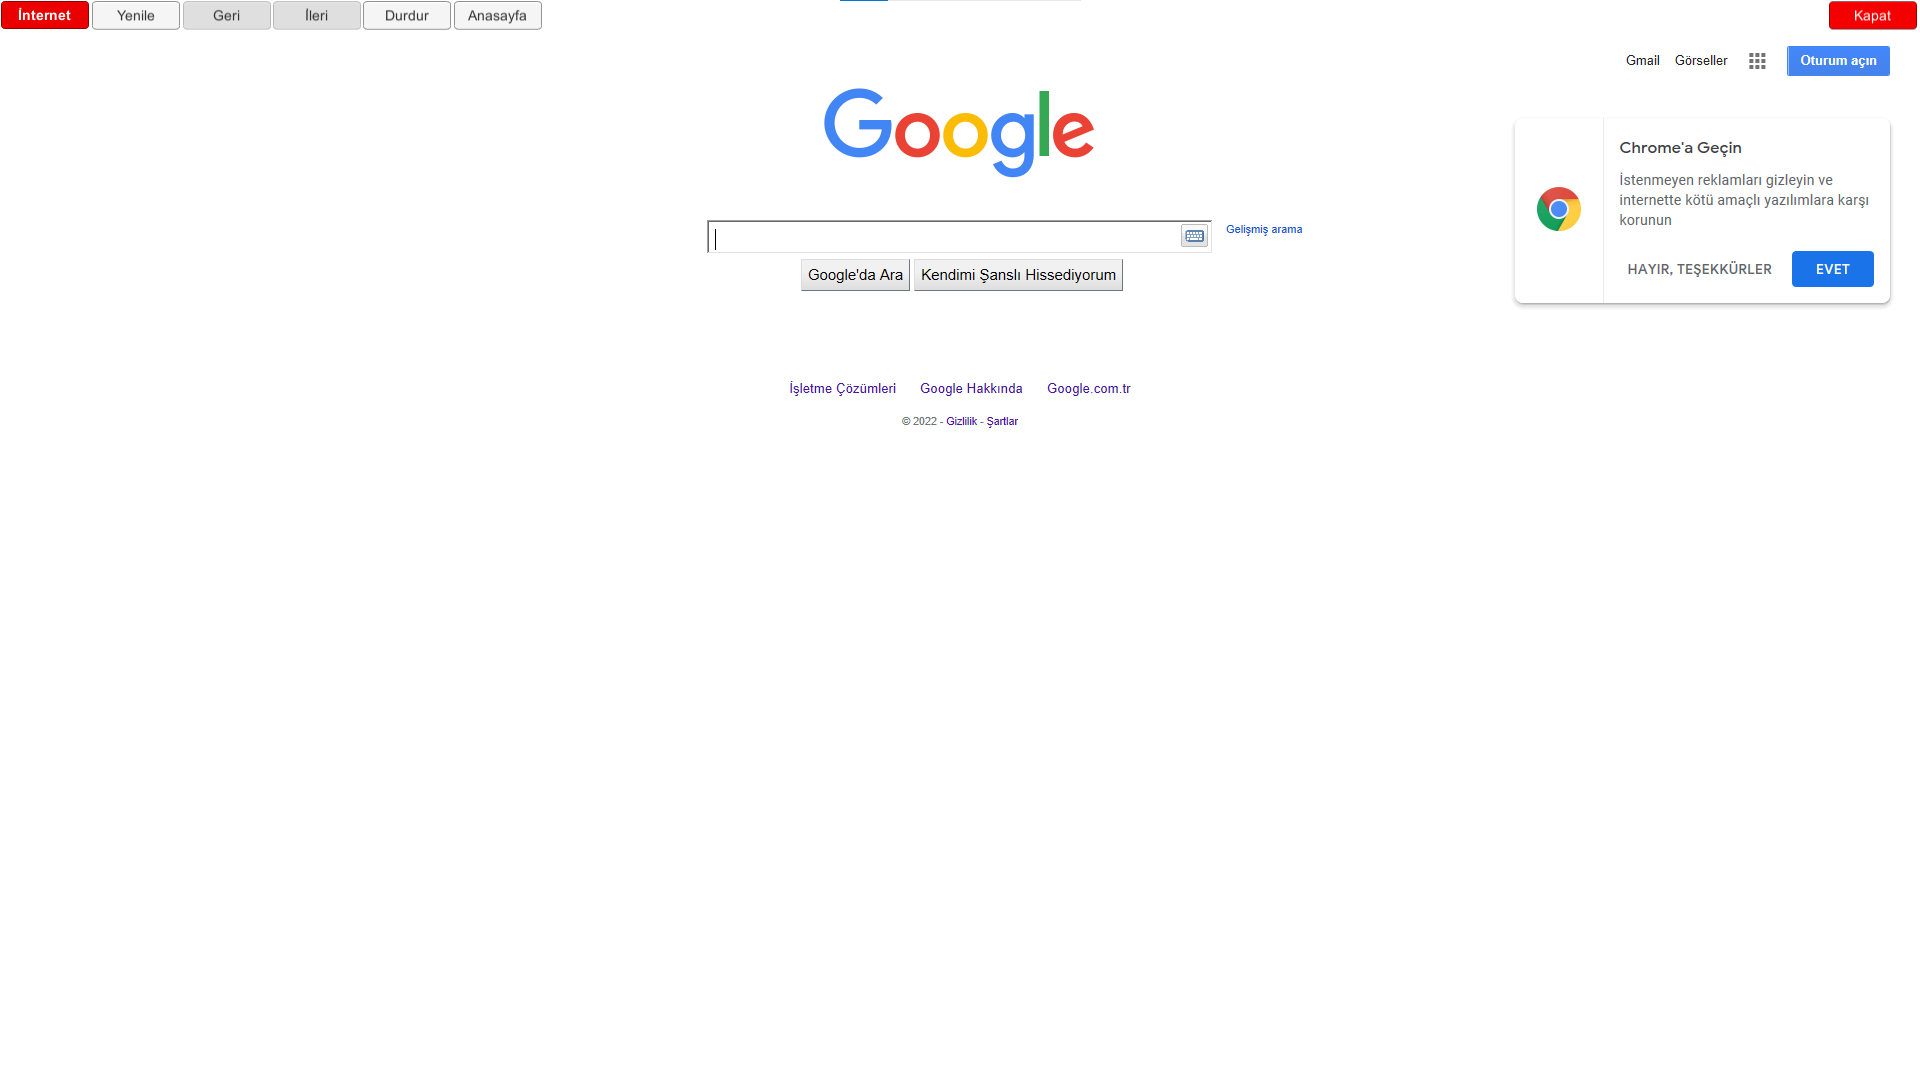 İnternet Yenile Geri İleri Durdur Anasayfa Kapat
Gmail Görseller Oturum açın
Google
Chrome'a Geçin
İstenmeyen reklamları gizleyin ve
internette kötü amaçlı yazılımlara karşı
korunun
HAYIR, TEŞEKKÜRLER EVET
Gelişmiş arama
Google'da Ara Kendimi Şanslı Hissediyorum
İşletme Çözümleri Google Hakkında Google.com.tr
© 2022 - Gizlilik - Şartlar